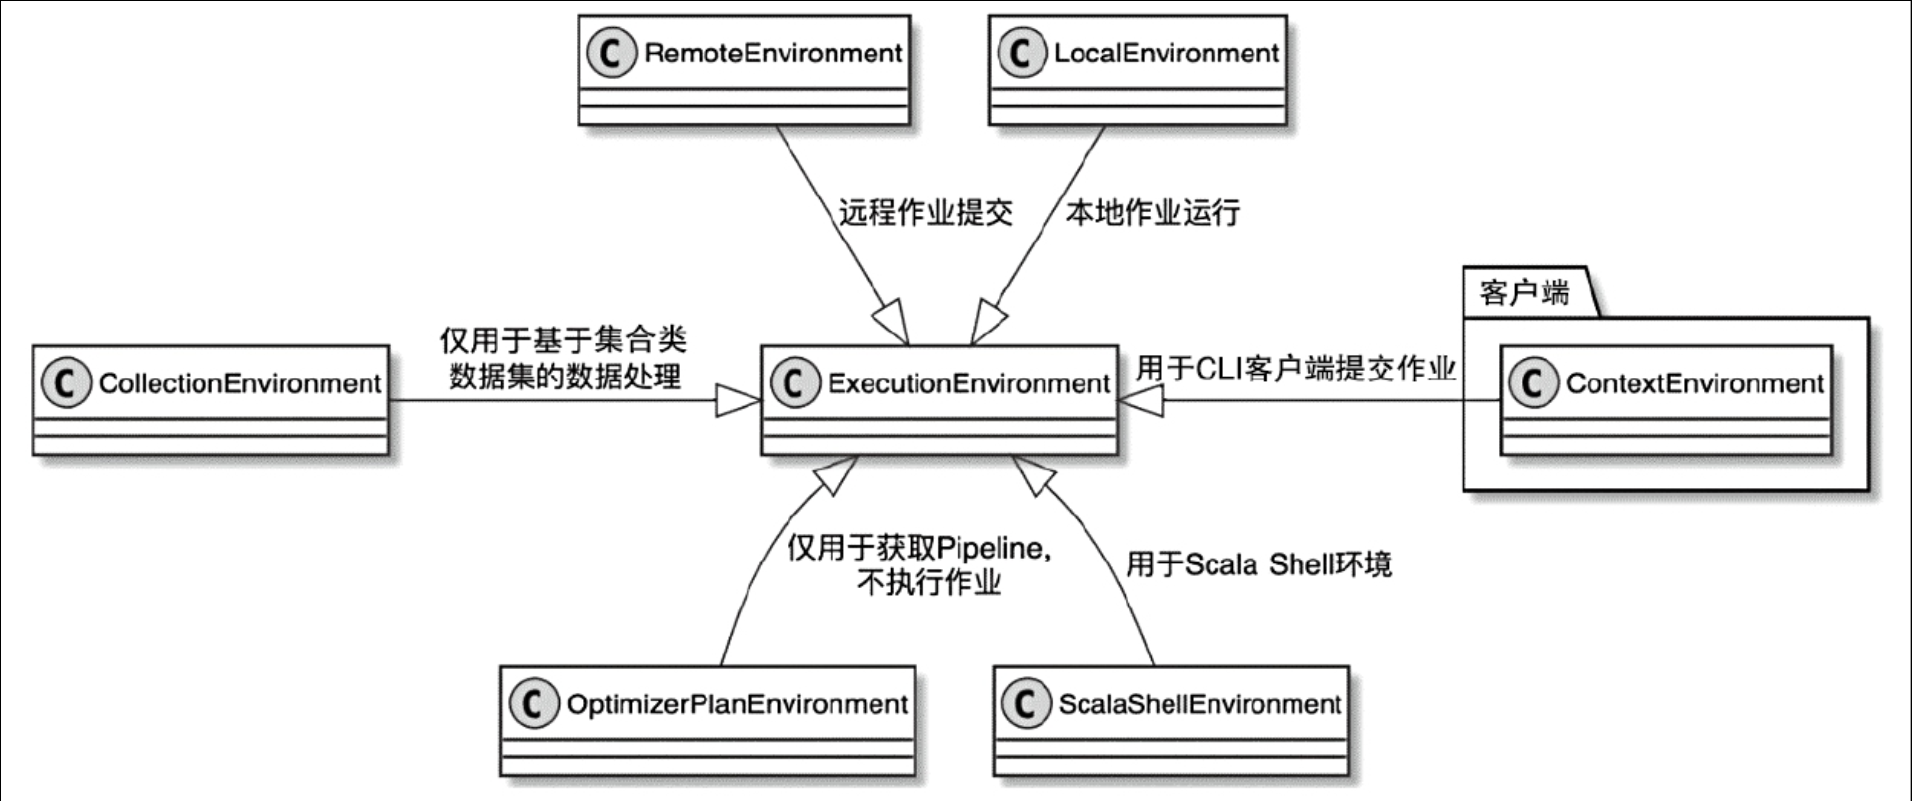 C RemoteEnvironment
C LocalEnvironment
远程作业提交
本地作业运行
客户端
仅用于基于集合类
数据集的数据处理
用于CLI客户端提交作业
C CollectionEnvironment
C ExecutionEnvironment
C ContextEnvironment
仅用于获取Pipeline,
不执行作业
用于Scala Shell环境
C OptimizerPlanEnvironment
C ScalaShellEnvironment